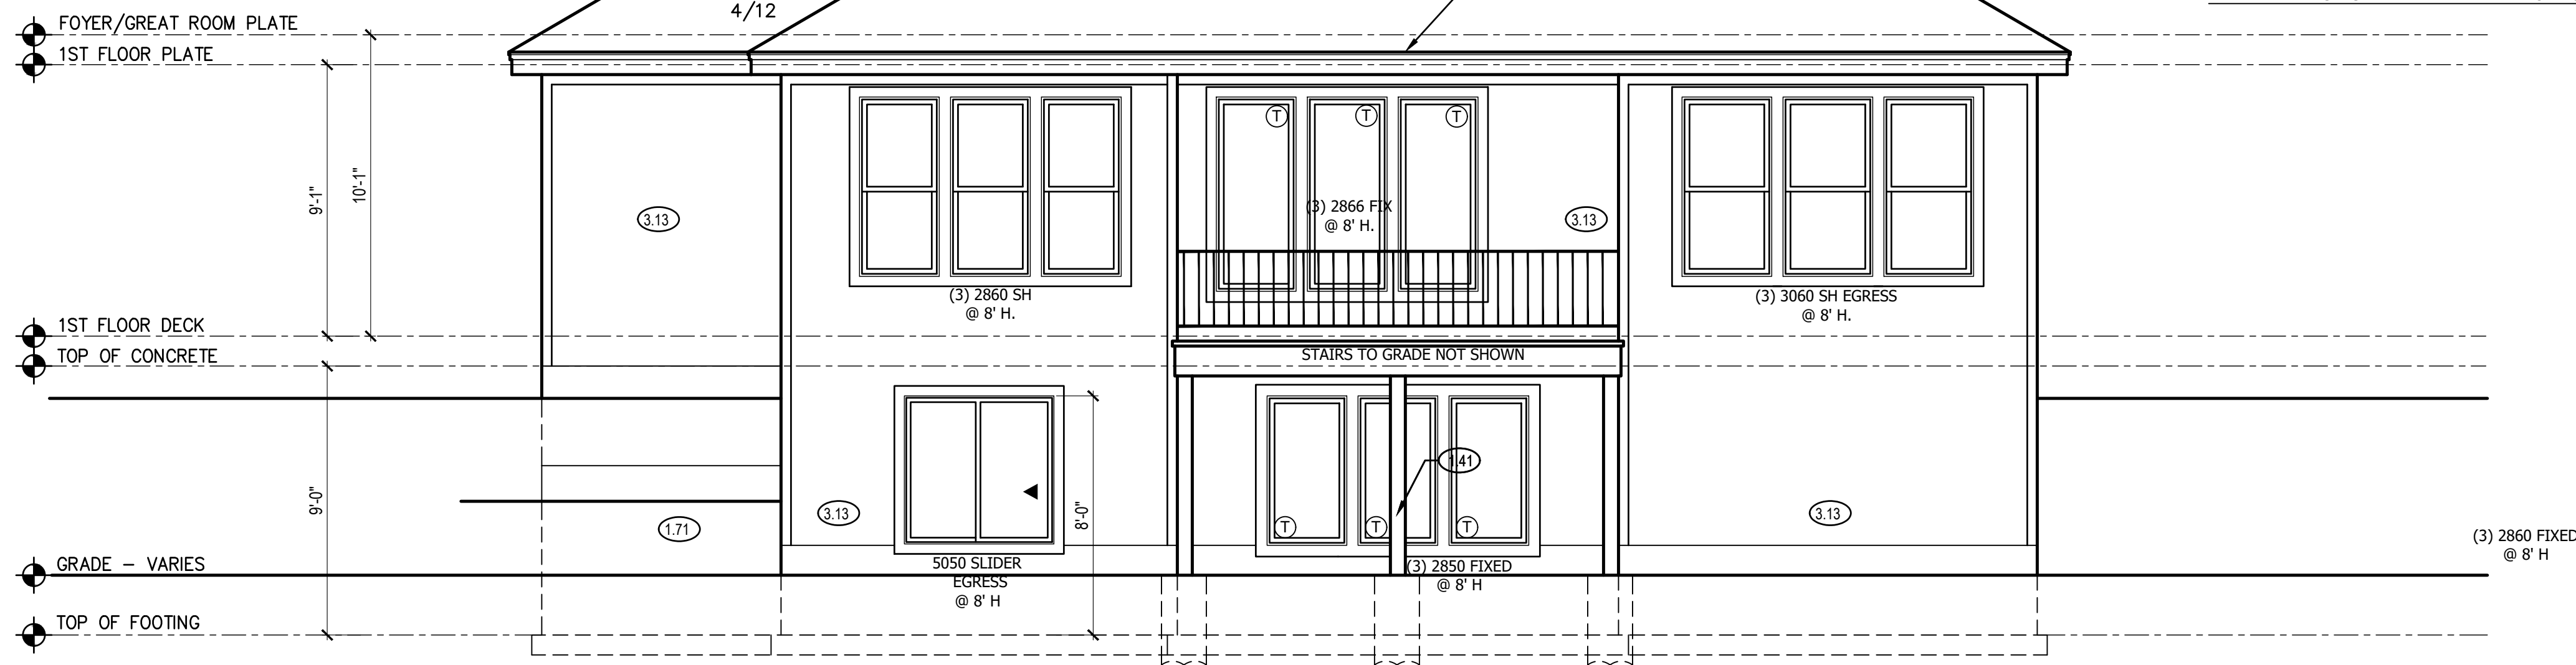 4/12
FOYER/GREAT ROOM PLATE
1ST FLOOR PLATE
T
T
T
9'-1"
10'-1"
3.13
(3) 2866 FIX
@ 8' H.
3.13
(3) 2860 SH
@ 8' H.
(3) 3060 SH EGRESS
@ 8' H.
1ST FLOOR DECK
TOP OF CONCRETE
STAIRS TO GRADE NOT SHOWN
1.41
9'-0"
8'-0"
3.13
3.13
1.71
T
T
T
(3) 2860 FIXED
@ 8' H
GRADE - VARIES
5050 SLIDER
EGRESS
@ 8' H
(3) 2850 FIXED
@ 8' H
TOP OF FOOTING